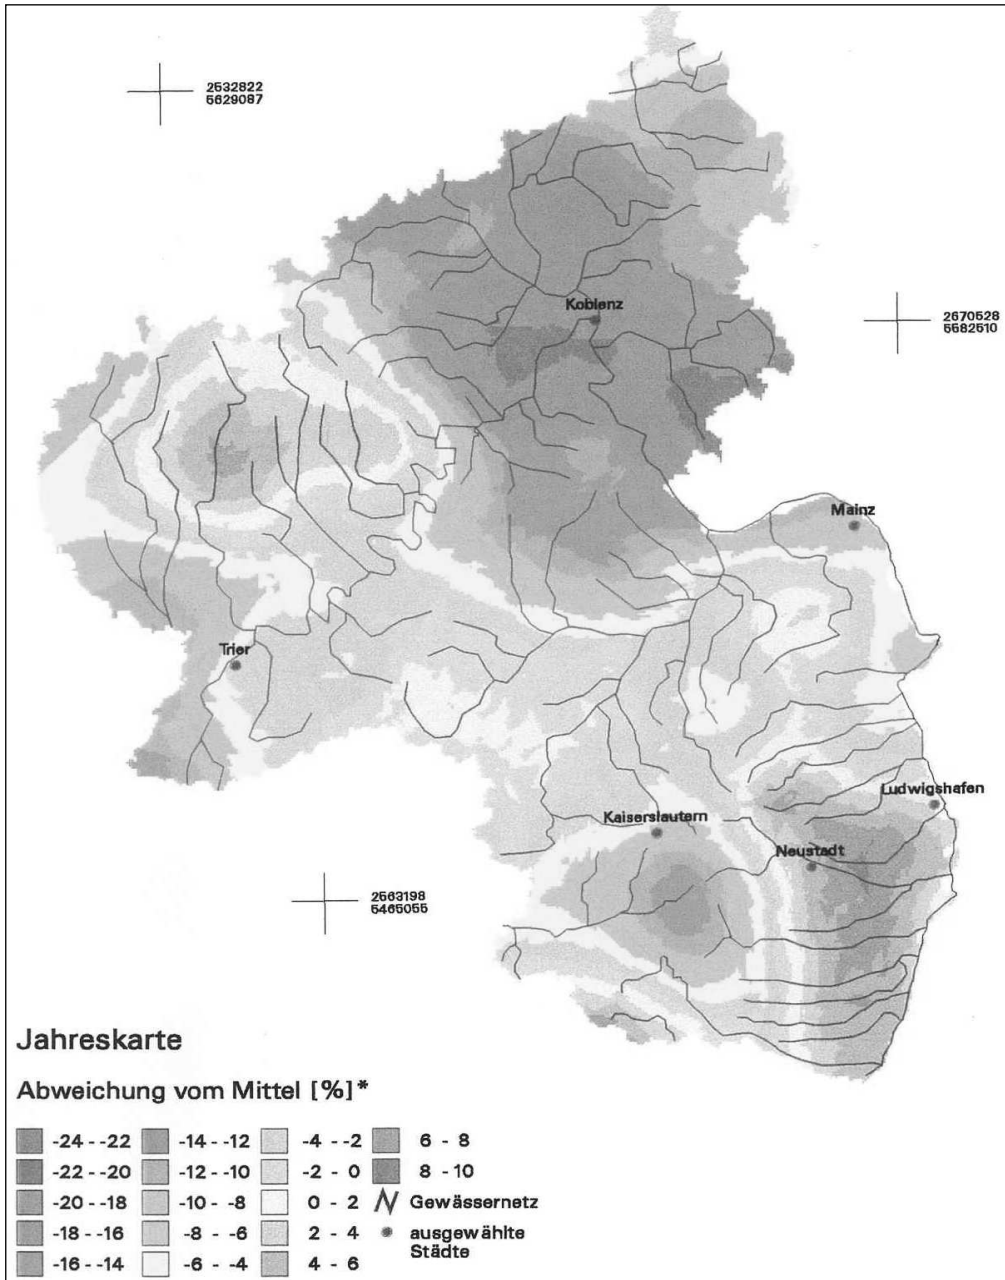 2532822
5629087
Koblenz
2670528
5582510
Mainz
Trier
Ludwigshafen
Kaiserslautern
Neustadt
2563198
5465055
Jahreskarte
Abweichung vom Mittel [%]*
-24 - -22
-14 - -12
-4 - -2
6 - 8
-22 - -20
-12 - -10
-2 - 0
8 - 10
-20 - -18
-10 - -8
0 - 2
Gewässernetz
-18 - -16
-8 - -6
2 - 4
ausgewählte
Städte
-16 - -14
-6 - -4
4 - 6